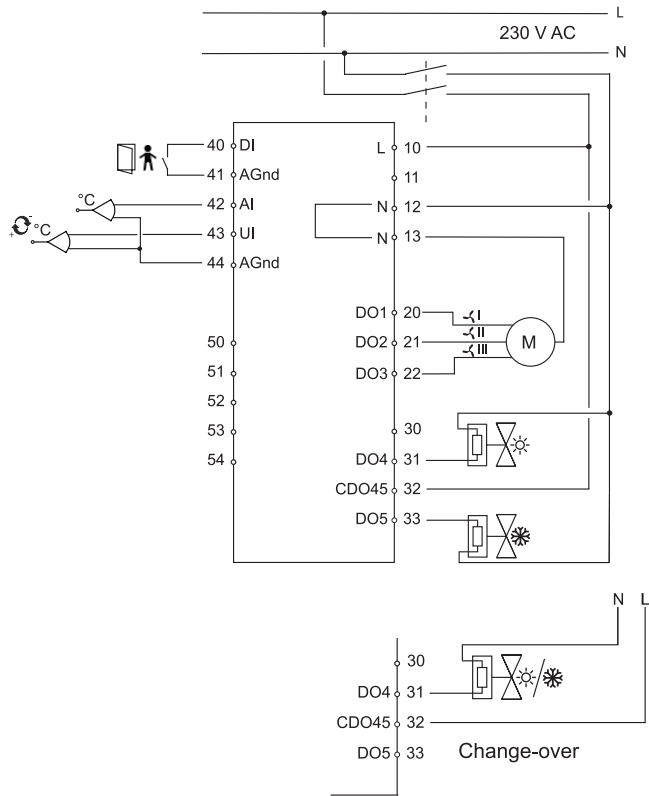 L
230 V AC
N
40 DI
L 10
41 AGnd
11
°C
42 AI
N 12
°C
43 UI
N 13
44 AGnd
DO1 20
I
50
DO2 21
II
M
51
DO3 22
III
52
53
30
54
DO4 31
CDO45 32
DO5 33
N L
30
DO4 31
CDO45 32
DO5 33
Change-over